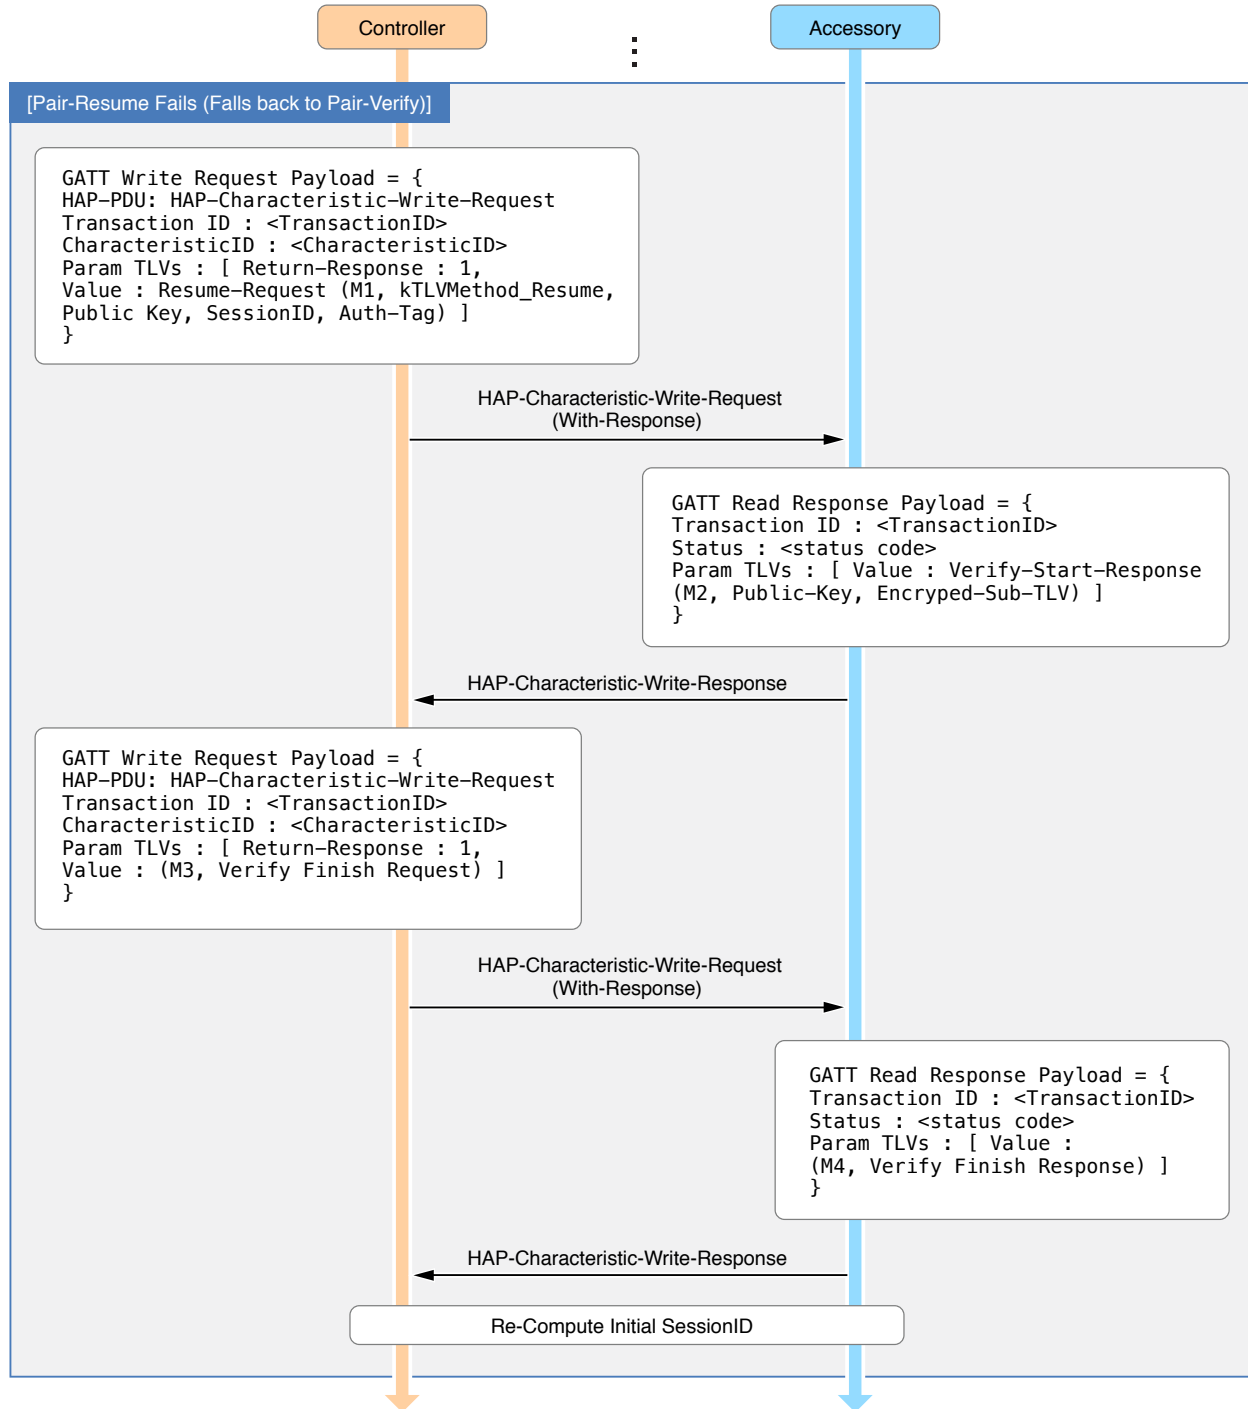 Controller
Accessory
[Pair-Resume Fails (Falls back to Pair-Verify)]
GATT Write Request Payload = {
HAP-PDU: HAP-Characteristic-Write-Request
Transaction ID : <TransactionID>
CharacteristicID : <CharacteristicID>
Param TLVs : [ Return-Response : 1,
Value : Resume-Request (M1, kTLVMethod_Resume,
Public Key, SessionID, Auth-Tag) ]
}
HAP-Characteristic-Write-Request
(With-Response)
GATT Read Response Payload = {
Transaction ID : <TransactionID>
Status : <status code>
Param TLVs : [ Value : Verify-Start-Response
(M2, Public-Key, Encryped-Sub-TLV) ]
}
HAP-Characteristic-Write-Response
GATT Write Request Payload = {
HAP-PDU: HAP-Characteristic-Write-Request
Transaction ID : <TransactionID>
CharacteristicID : <CharacteristicID>
Param TLVs : [ Return-Response : 1,
Value : (M3, Verify Finish Request) ]
}
HAP-Characteristic-Write-Request
(With-Response)
GATT Read Response Payload = {
Transaction ID : <TransactionID>
Status : <status code>
Param TLVs : [ Value :
(M4, Verify Finish Response) ]
}
HAP-Characteristic-Write-Response
Re-Compute Initial SessionID